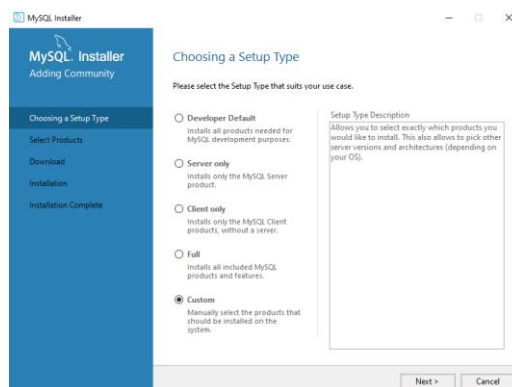 MySQL Installer
MySQL. Installer
Adding Community
Choosing a Setup Type
Select Products
Download
Installation
Installation Complete
Choosing a Setup Type
Please select the Setup Type that suits your use case.
Developer Default
Installs all products needed for
MySQL development purposes.
Server only
Installs only the MySQL Server
product.
Client only
Installs only the MySQL Client
products, without a server.
Full
Installs all included MySQL
products and features.
Custom
Manually select the products that
should be installed on the
system.
Setup Type Description
Allows you to select exactly which products you
would like to install. This also allows to pick other
server versions and architectures (depending on
your OS).
Next >
Cancel